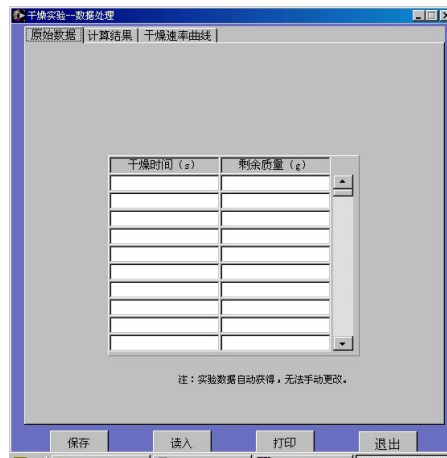 干燥实验--数据处理
原始数据 计算结果 干燥速率曲线
干燥时间（s） 剩余质量（g）
注：实验数据自动获得，无法手动更改。
保存 读入 打印 退出